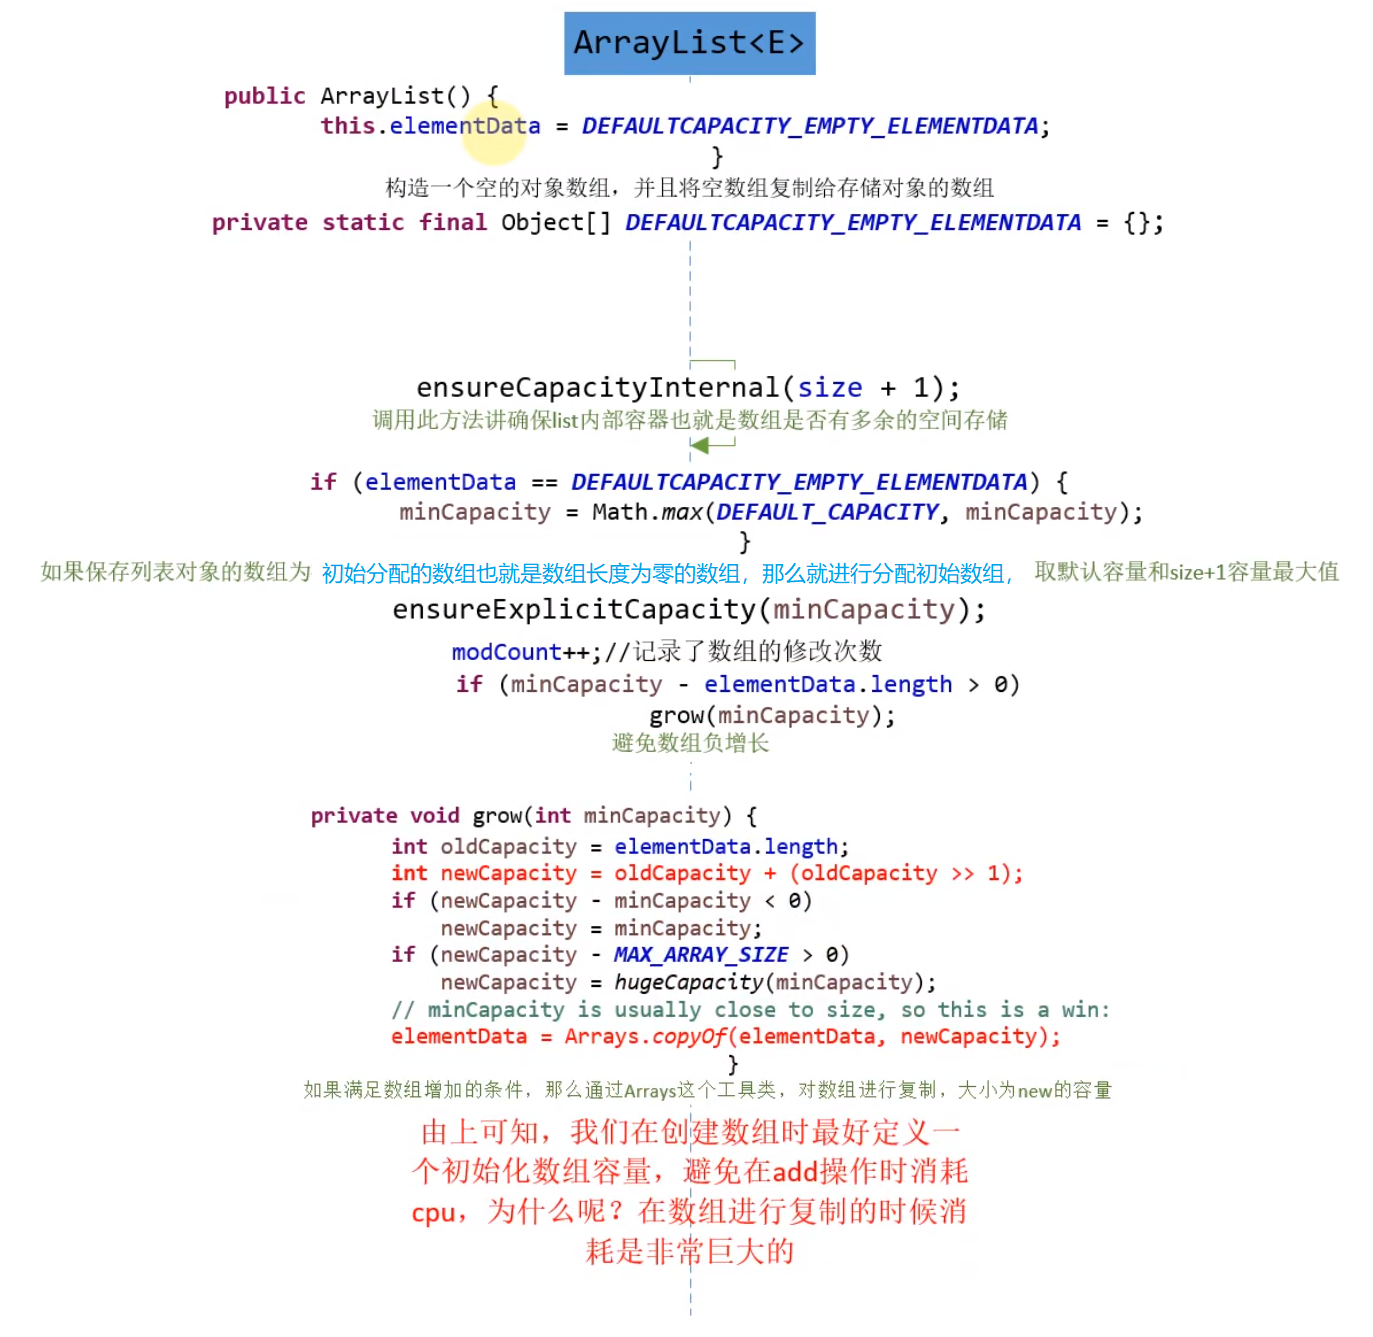 ArrayList<E>
public ArrayList() {
this.elementData = DEFAULTCAPACITY_EMPTY_ELEMENTDATA;
}
构造一个空的对象数组，并且将空数组复制给存储对象的数组
private static final Object[] DEFAULTCAPACITY_EMPTY_ELEMENTDATA = {};
ensureCapacityInternal(size + 1);
调用此方法讲确保list内部容器也就是数组是否有多余的空间存储
if (elementData == DEFAULTCAPACITY_EMPTY_ELEMENTDATA) {
minCapacity = Math.max(DEFAULT_CAPACITY, minCapacity);
}
如果保存列表对象的数组为 初始分配的数组也就是数组长度为零的数组，那么就进行分配初始数组， 取默认容量和size+1容量最大值
ensureExplicitCapacity(minCapacity);
modCount++;//记录了数组的修改次数
if (minCapacity - elementData.length > 0)
grow(minCapacity);
避免数组负增长
private void grow(int minCapacity) {
int oldCapacity = elementData.length;
int newCapacity = oldCapacity + (oldCapacity >> 1);
if (newCapacity - minCapacity < 0)
newCapacity = minCapacity;
if (newCapacity - MAX_ARRAY_SIZE > 0)
newCapacity = hugeCapacity(minCapacity);
// minCapacity is usually close to size, so this is a win:
elementData = Arrays.copyOf(elementData, newCapacity);
}
如果满足数组增加的条件，那么通过Arrays这个工具类，对数组进行复制，大小为new的容量
由上可知，我们在创建数组时最好定义一
个初始化数组容量，避免在add操作时消耗
cpu，为什么呢？在数组进行复制的时候消
耗是非常巨大的